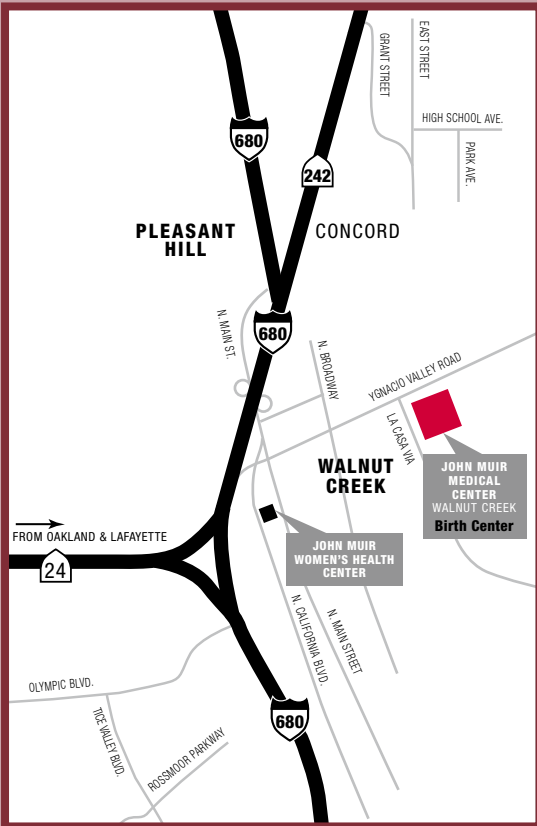 GRANT STREET
EAST STREET
HIGH SCHOOL AVE.
PARK AVE.
680
242
PLEASANT
HILL
CONCORD
N. MAIN ST.
680
N. BROADWAY
YGNACIO VALLEY ROAD
LA CASA VIA
WALNUT
CREEK
JOHN MUIR
MEDICAL
CENTER
WALNUT CREEK
Birth Center
FROM OAKLAND & LAFAYETTE
24
JOHN MUIR
WOMEN'S HEALTH
CENTER
N. CALIFORNIA BLVD.
N. MAIN STREET
OLYMPIC BLVD.
TICE VALLEY BLVD.
ROSSMOOR PARKWAY
680